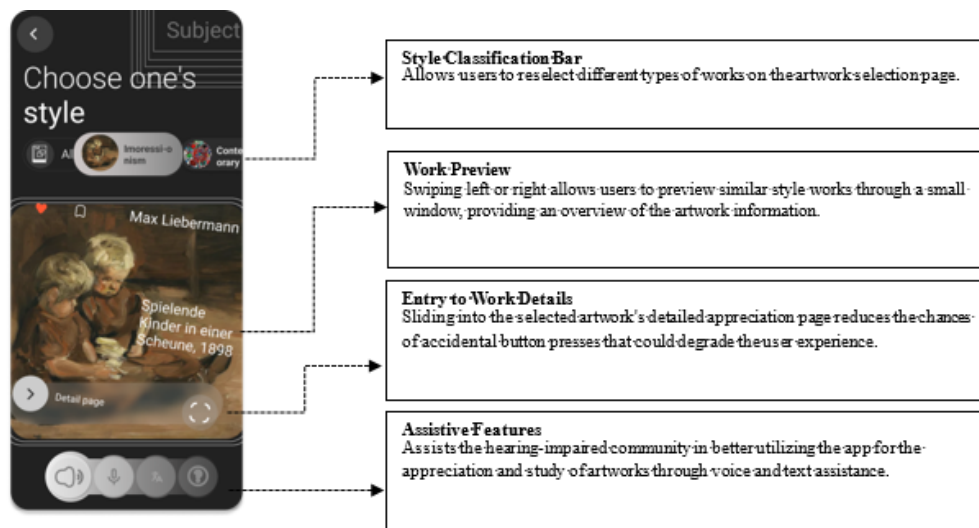 Subject
Choose one's
style
Al
Imoressi-o
nism
Conte
orary
Max Liebermann
Spielende
Kinder in einer
Scheune, 1898
Detail page
Style Classification Bar
Allows users to reselect different types of works on the artwork selection page.
Work Preview
Swiping left or right allows users to preview similar style works through a small
window, providing an overview of the artwork information.
Entry to Work Details
Sliding into the selected artwork's detailed appreciation page reduces the chances
of accidental button presses that could degrade the user experience.
Assistive Features
Assists the hearing-impaired community in better utilizing the app for the
appreciation and study of artworks through voice and text assistance.